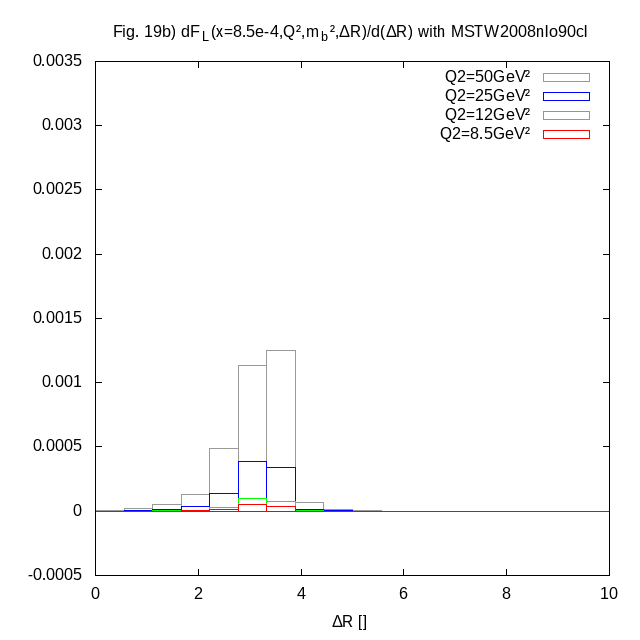 Fig. 19b) dF_L(x=8.5e-4,Q²,m_b²,ΔR)/d(ΔR) with MSTW2008nlo90cl
0.0035
Q2=50GeV²
Q2=25GeV²
Q2=12GeV²
0.003
Q2=8.5GeV²
0.0025
0.002
0.0015
0.001
0.0005
0
-0.0005
0 2 4 6 8 10
ΔR []